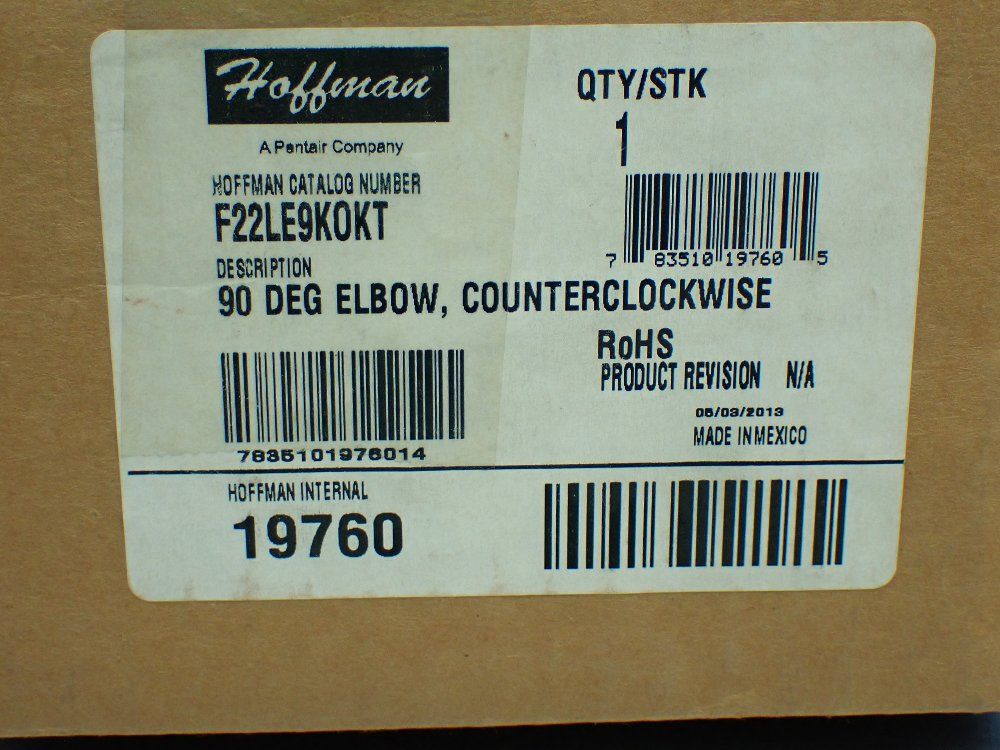 Hoffman
A Pentair Company
HOFFMAN CATALOG NUMBER
F22LE9KOKT
DESCRIPTION
90 DEG ELBOW, COUNTERCLOCKWISE
QTY/STK
1
7 83510 19760 5
RoHS
PRODUCT REVISION N/A
05/03/2013
MADE IN MEXICO
7835101976014
HOFFMAN INTERNAL
19760